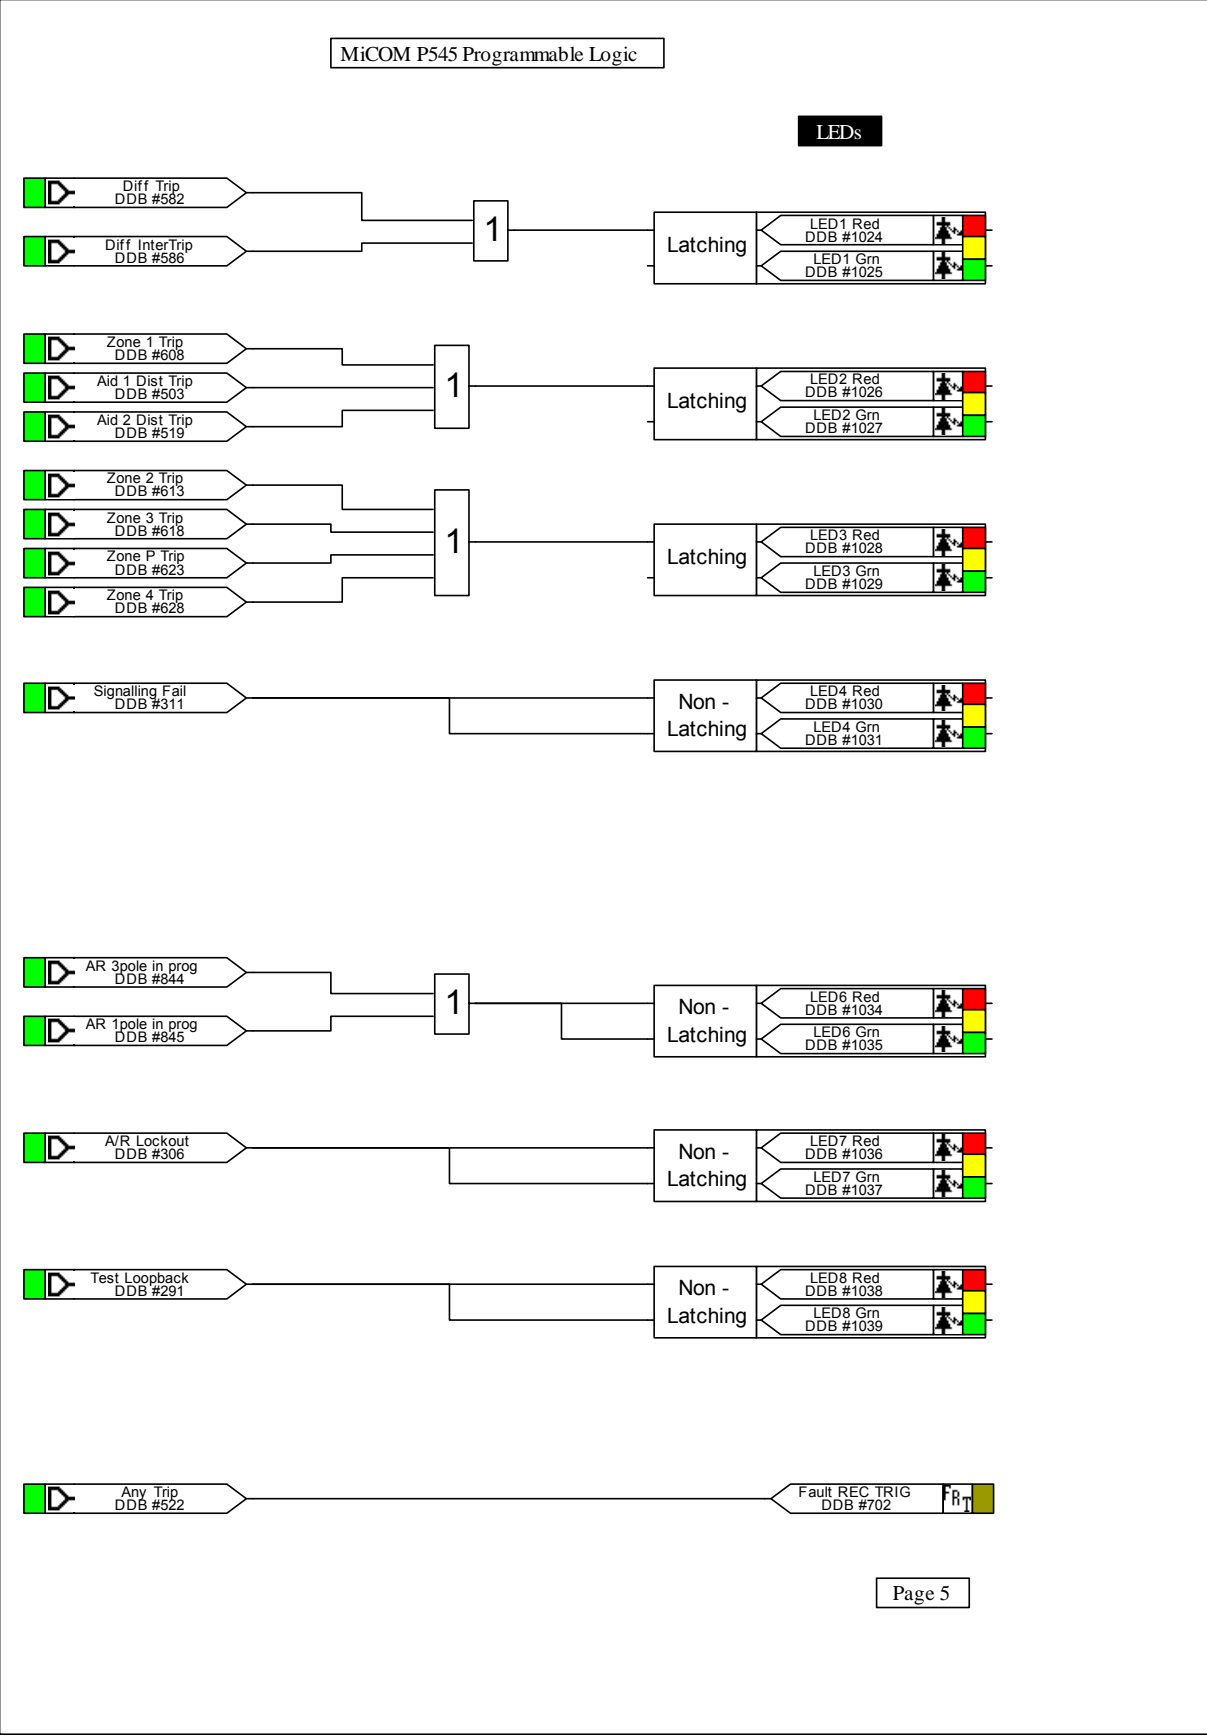 MiCOM P545 Programmable Logic
LEDs
Diff Trip
DDB #582
Diff InterTrip
DDB #586
1
Latching
LED1 Red
DDB #1024
LED1 Grn
DDB #1025
Zone 1 Trip
DDB #608
Aid 1 Dist Trip
DDB #503
Aid 2 Dist Trip
DDB #519
1
Latching
LED2 Red
DDB #1026
LED2 Grn
DDB #1027
Zone 2 Trip
DDB #613
Zone 3 Trip
DDB #618
Zone P Trip
DDB #623
Zone 4 Trip
DDB #628
1
Latching
LED3 Red
DDB #1028
LED3 Grn
DDB #1029
Signalling Fail
DDB #311
Non -
Latching
LED4 Red
DDB #1030
LED4 Grn
DDB #1031
AR 3pole in prog
DDB #844
AR 1pole in prog
DDB #845
1
Non -
Latching
LED6 Red
DDB #1034
LED6 Grn
DDB #1035
A/R Lockout
DDB #306
Non -
Latching
LED7 Red
DDB #1036
LED7 Grn
DDB #1037
Test Loopback
DDB #291
Non -
Latching
LED8 Red
DDB #1038
LED8 Grn
DDB #1039
Any Trip
DDB #522
Fault REC TRIG
DDB #702
FRT
Page 5